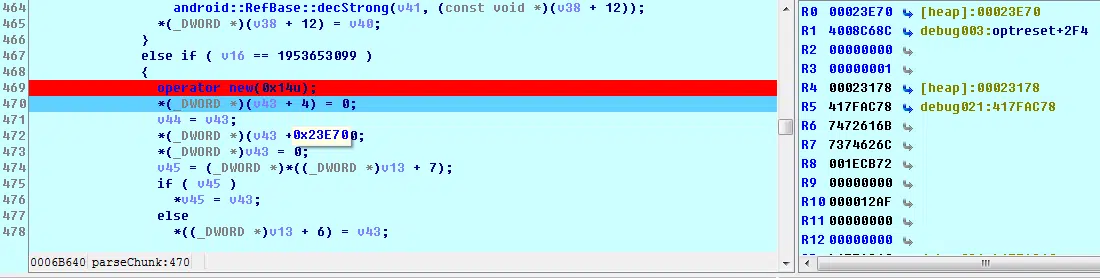 464 android::RefBase::decStrong(v41, (const void *)(v38 + 12));
465 *(_DWORD *)(v38 + 12) = v40;
466 }
467 else if ( v16 == 1953653099 )
468 {
469 operator new(0x14u);
470 *(_DWORD *)(v43 + 4) = 0;
471 v44 = v43;
472 *(_DWORD *)(v43 +0x23E700;
473 *(_DWORD *)v43 = 0;
474 v45 = (_DWORD *)*((_DWORD *)v13 + 7);
475 if ( v45 )
476 *v45 = v43;
477 else
478 *((_DWORD *)v13 + 6) = v43;
0006B640 parseChunk:470
R0 00023E70 [heap]:00023E70
R1 4008C68C debug003:optreset+2F4
R2 00000000
R3 00000001
R4 00023178 [heap]:00023178
R5 417FAC78 debug021:417FAC78
R6 7472616B
R7 7374626C
R8 001ECB72
R9 00000000
R10 000012AF
R11 00000000
R12 00000000